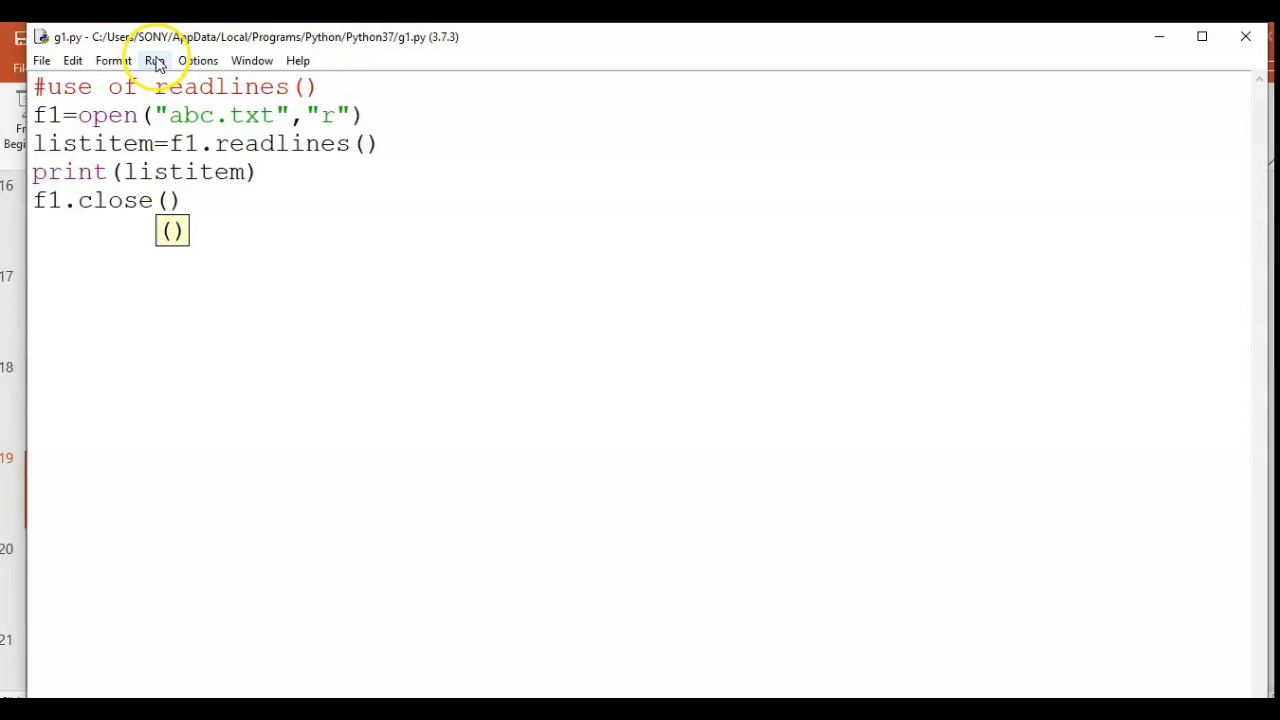 g1.py - C:/Users/SONY/AppData/Local/Programs/Python/Python37/g1.py (3.7.3)
File Edit Format Run Options Window Help
#use of readlines()
f1=open("abc.txt","r")
listitem=f1.readlines()
print(listitem)
f1.close()
()
16
17
18
19
20
21